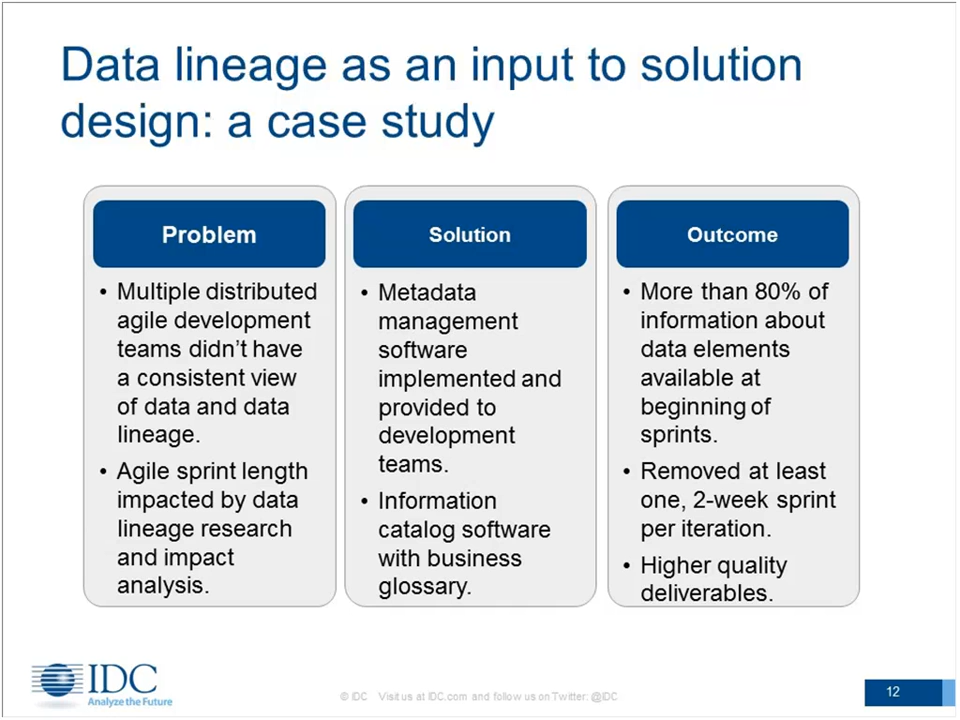 Data lineage as an input to solution
design: a case study
Problem
• Multiple distributed
agile development
teams didn't have
a consistent view
of data and data
lineage.
• Agile sprint length
impacted by data
lineage research
and impact
analysis.
Solution
• Metadata
management
software
implemented and
provided to
development
teams.
• Information
catalog software
with business
glossary.
Outcome
• More than 80% of
information about
data elements
available at
beginning of
sprints.
• Removed at least
one, 2-week sprint
per iteration.
• Higher quality
deliverables.
IDC
Analyze the Future
© IDC Visit us at IDC.com and follow us on Twitter: @IDC
12